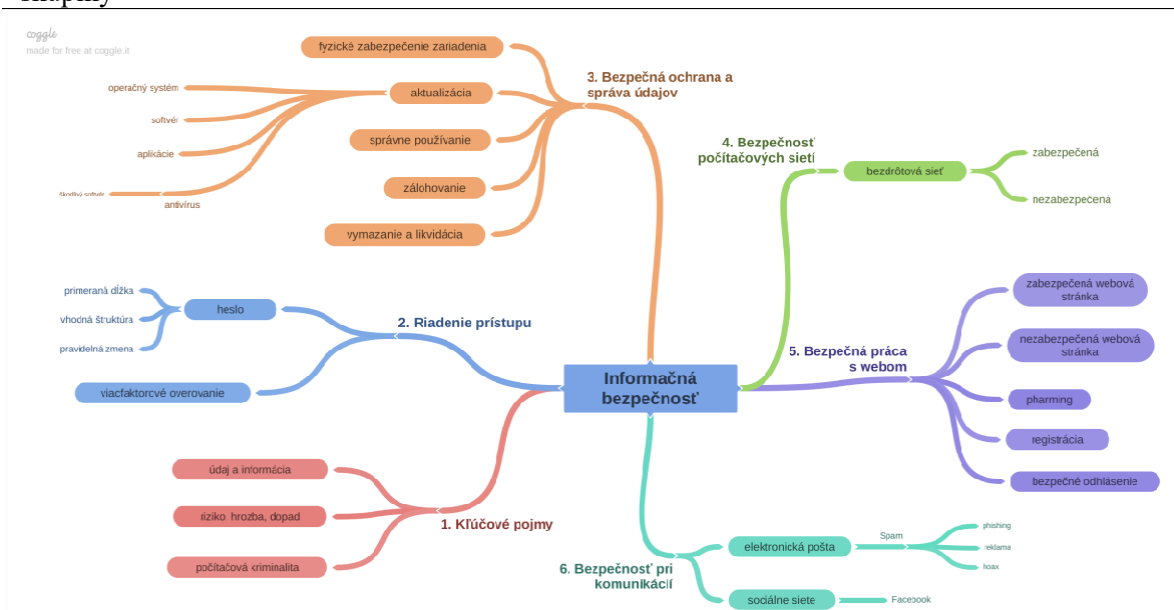 coggle
made for free at coggle.it
fyzické zabezpečenie zariadenia
3. Bezpečná ochrana a
správa údajov
operačný systém
aktualizácia
softvér
aplikácie
správne používanie
škodlivý softvér
antivírus
zálohovanie
vymazanie a likvidácia
4. Bezpečnosť
počítačových sietí
bezdrôtová sieť
zabezpečená
nezabezpečená
primeraná dĺžka
heslo
vhodná štruktúra
pravidelná zmena
2. Riadenie prístupu
viacfaktorové overovanie
Informačná
bezpečnosť
5. Bezpečná práca
s webom
zabezpečená webová
stránka
nezabezpečená webová
stránka
pharming
registrácia
bezpečné odhlásenie
údaj a informácia
riziko hrozba, dopad
1. Kľúčové pojmy
počítačová kriminalita
6. Bezpečnosť pri
komunikácií
elektronická pošta
Spam
phishing
reklama
hoax
sociálne siete
Facebook